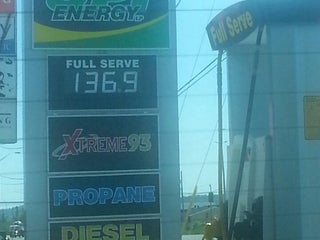 ENERGY
FULL SERVE
136.9
XTREME93
PROPANE
DIESEL
Full Serve